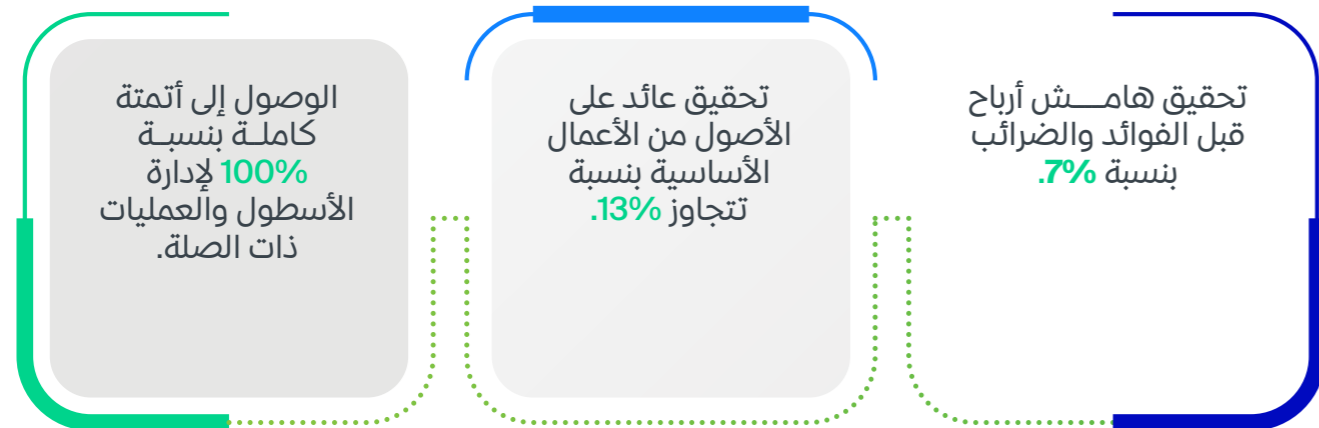 تحقيق هامــش أرباح
قبل الفوائد والضرائب
بنسبة 7%.
تحقيق عائد على
الأصول من الأعمال
الأساسية بنسبة
تتجاوز 13%.
الوصول إلى أتمتة
كاملـة بنسبـة
100% لإدارة
الأسطول والعمليات
ذات الصلة.